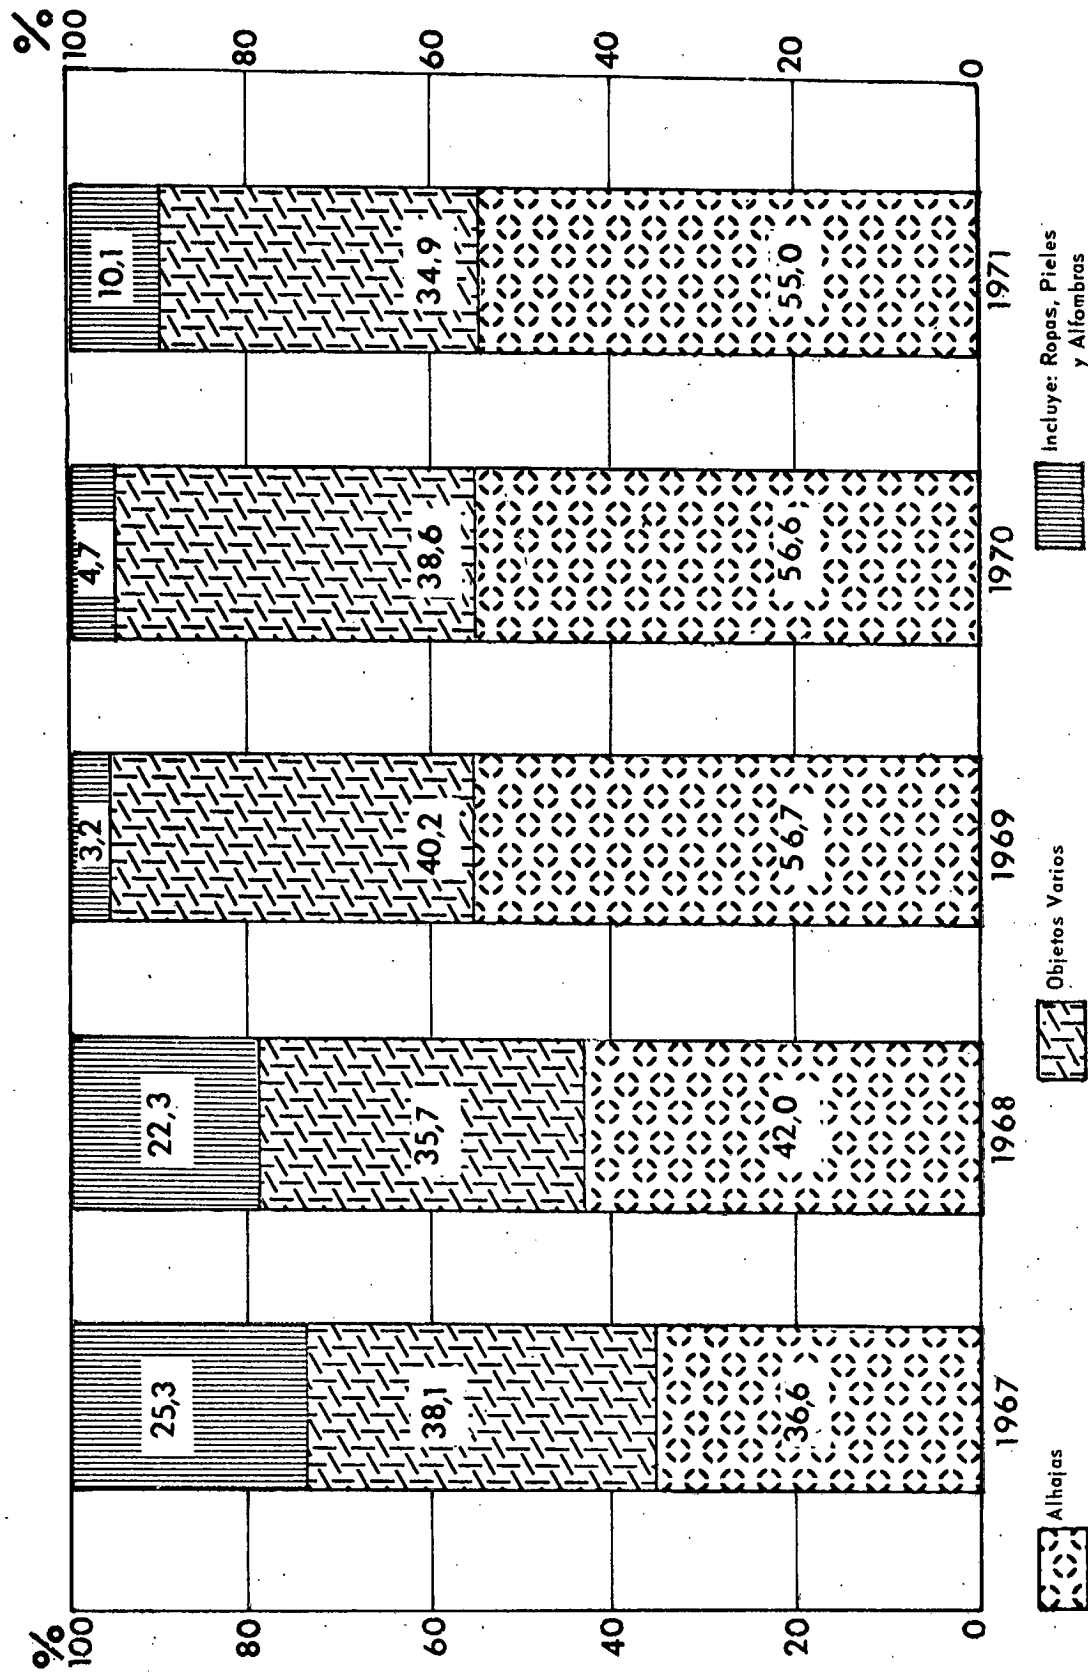 % %
100 100
80 80
60 60
40 40
20 20
0 0
25,3 22,3 3,2 4,7 10,1
38,1 35,7 40,2 38,6 34,9
36,6 42,0 56,7 56,6 55,0
1967 1968 1969 1970 1971
Alhajas
Objetos Varios
Incluye: Ropas, Pieles
y Alfombras